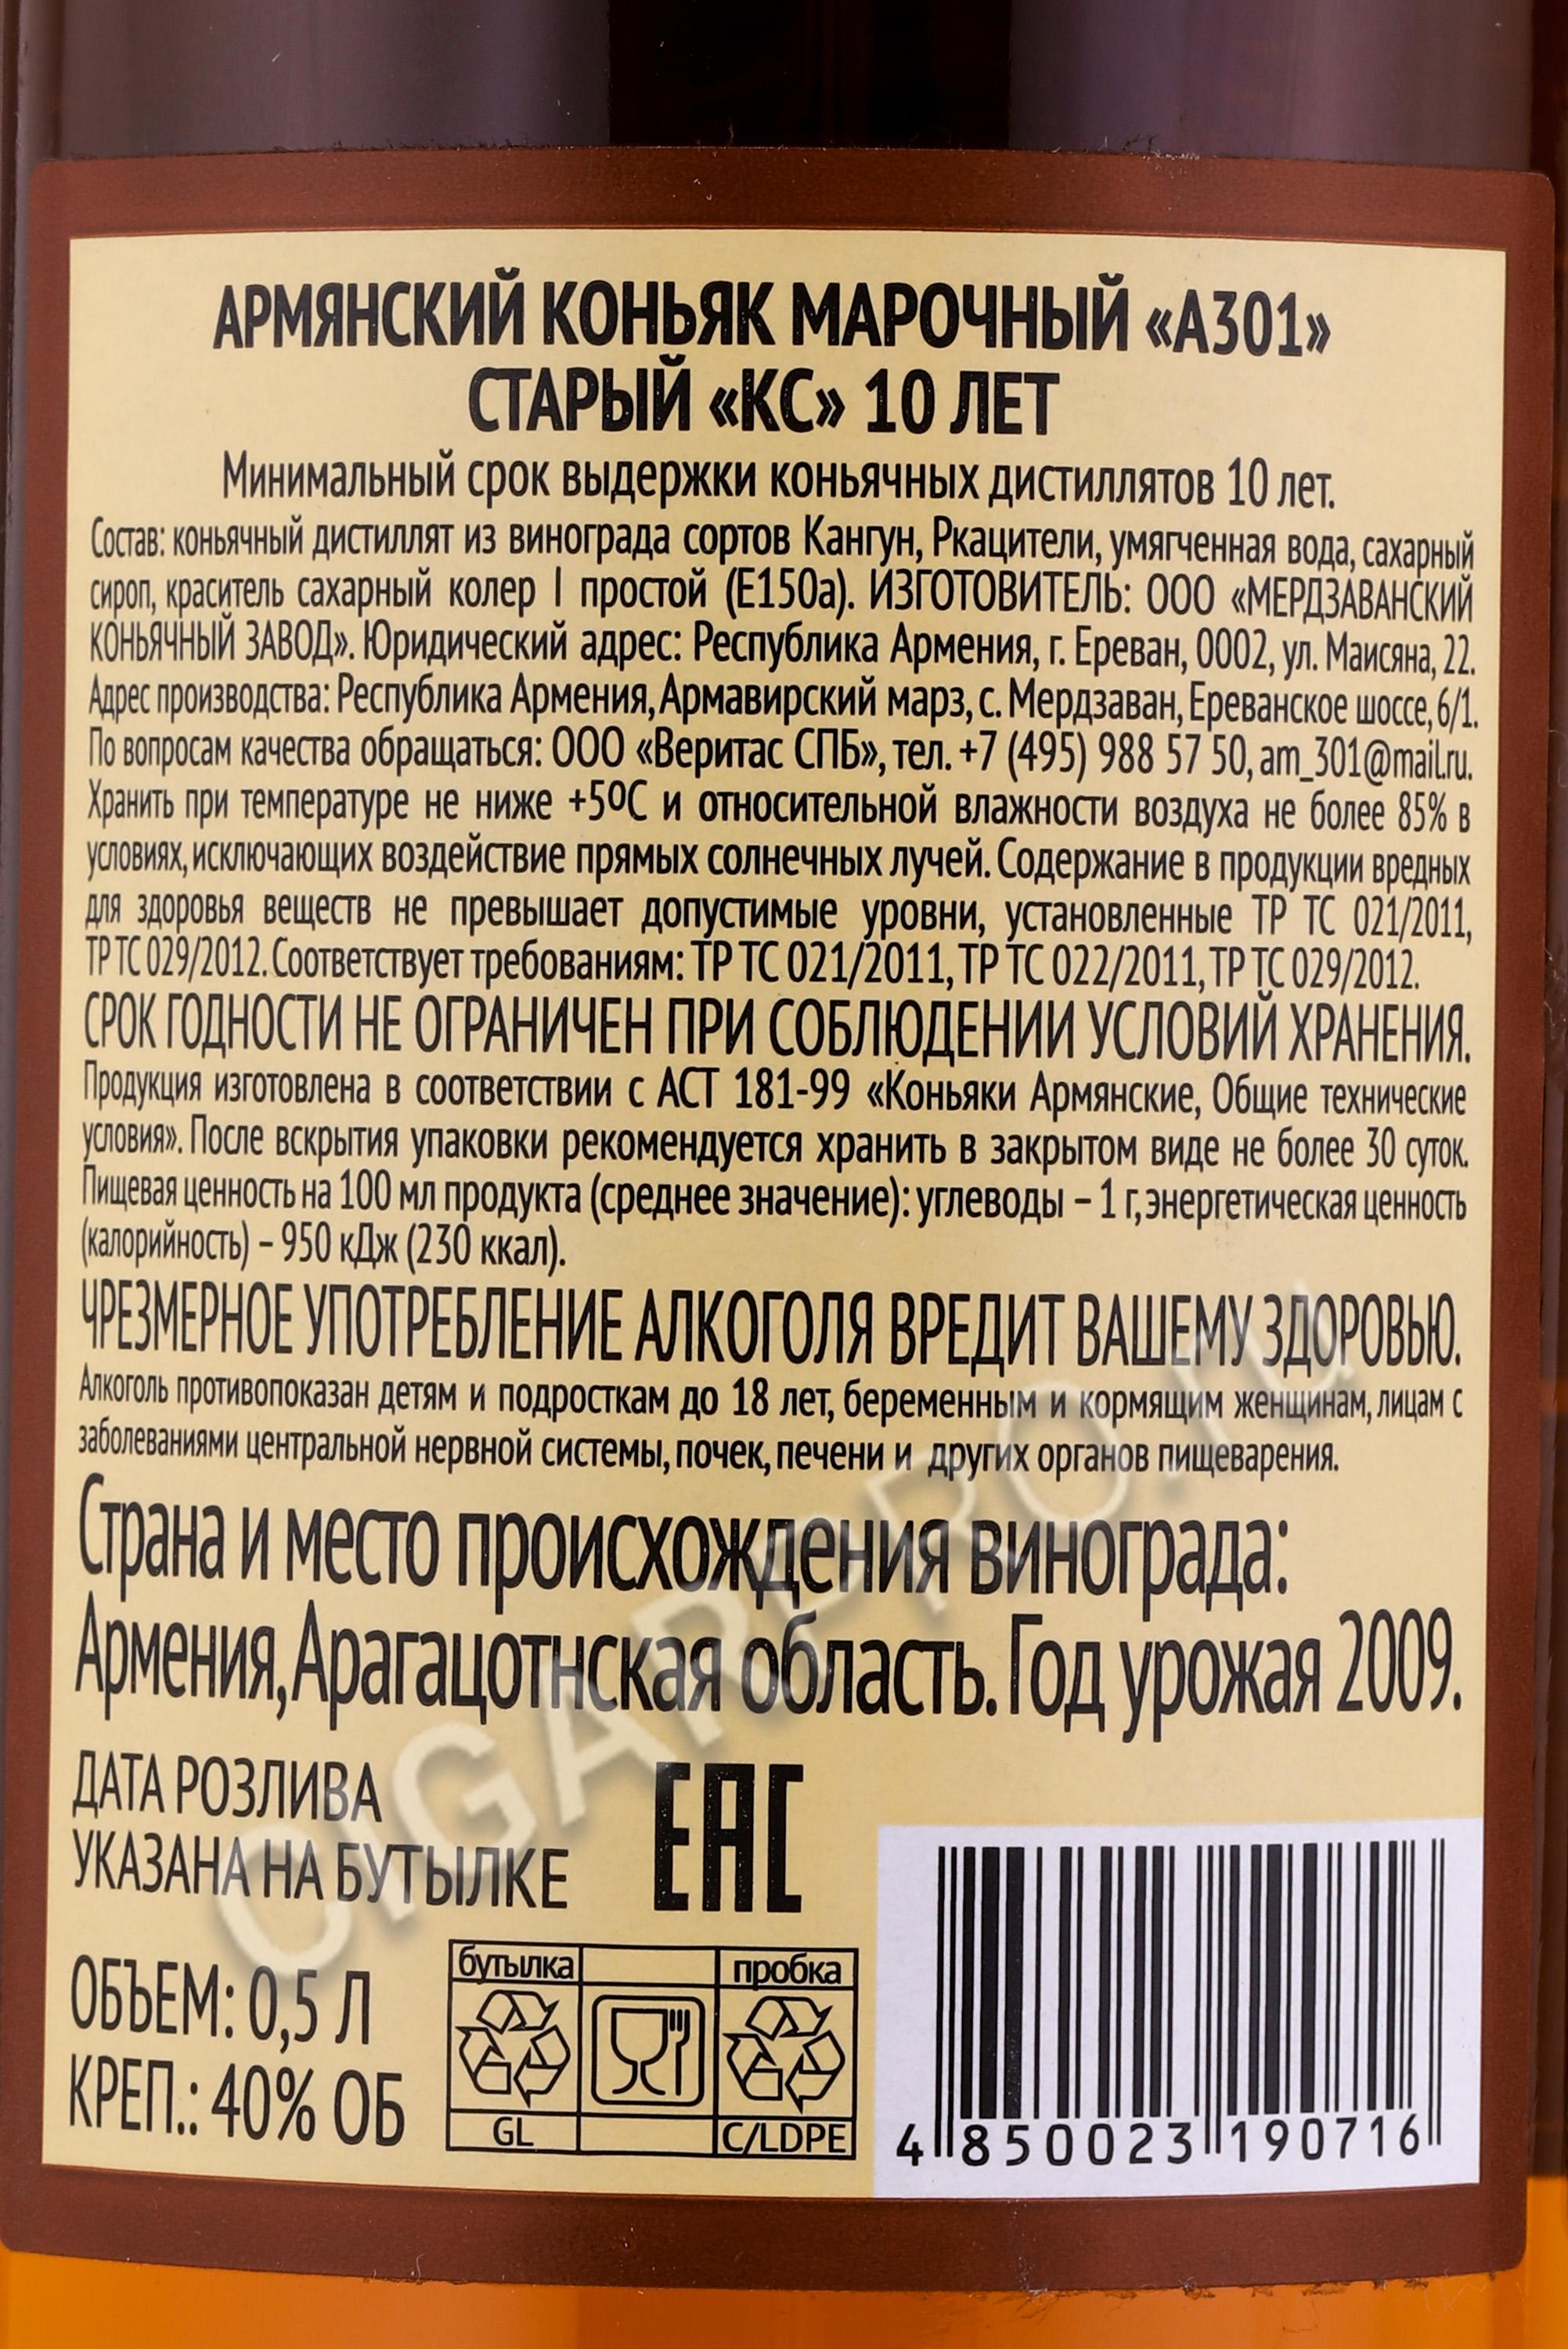 АРМЯНСКИЙ КОНЬЯК МАРОЧНЫЙ «А301»
СТАРЫЙ «КС» 10 ЛЕТ
Минимальный срок выдержки коньячных дистиллятов 10 лет.
Состав: коньячный дистиллят из винограда сортов Кангун, Ркацители, умягченная вода, сахарный
сироп, краситель сахарный колер I простой (Е150а). ИЗГОТОВИТЕЛЬ: ООО «МЕРДЗАВАНСКИЙ
КОНЬЯЧНЫЙ ЗАВОД». Юридический адрес: Республика Армения, г. Ереван, 0002, ул. Маисяна, 22.
Адрес производства: Республика Армения, Армавирский марз, с. Мердзаван, Ереванское шоссе, 6/1.
По вопросам качества обращаться: ООО «Веритас СПБ», тел. +7 (495) 988 57 50, am_301@mail.ru.
Хранить при температуре не ниже +5ºС и относительной влажности воздуха не более 85% в
условиях, исключающих воздействие прямых солнечных лучей. Содержание в продукции вредных
для здоровья веществ не превышает допустимые уровни, установленные ТР ТС 021/2011,
ТР ТС 029/2012. Соответствует требованиям: ТР ТС 021/2011, ТР ТС 022/2011, ТР ТС 029/2012.
СРОК ГОДНОСТИ НЕ ОГРАНИЧЕН ПРИ СОБЛЮДЕНИИ УСЛОВИЙ ХРАНЕНИЯ.
Продукция изготовлена в соответствии с АСТ 181-99 «Коньяки Армянские, Общие технические
условия». После вскрытия упаковки рекомендуется хранить в закрытом виде не более 30 суток.
Пищевая ценность на 100 мл продукта (среднее значение): углеводы – 1 г, энергетическая ценность
(калорийность) – 950 кДж (230 ккал).
ЧРЕЗМЕРНОЕ УПОТРЕБЛЕНИЕ АЛКОГОЛЯ ВРЕДИТ ВАШЕМУ ЗДОРОВЬЮ.
Алкоголь противопоказан детям и подросткам до 18 лет, беременным и кормящим женщинам, лицам с
заболеваниями центральной нервной системы, почек, печени и других органов пищеварения.
Страна и место происхождения винограда:
Армения, Арагацотнская область. Год урожая 2009.
ДАТА РОЗЛИВА
УКАЗАНА НА БУТЫЛКЕ
EAC
ОБЪЕМ: 0,5 Л
КРЕП.: 40% ОБ
бутылка
пробка
GL
C/LDPE
4 850023 190716
CIGARPRO.ru